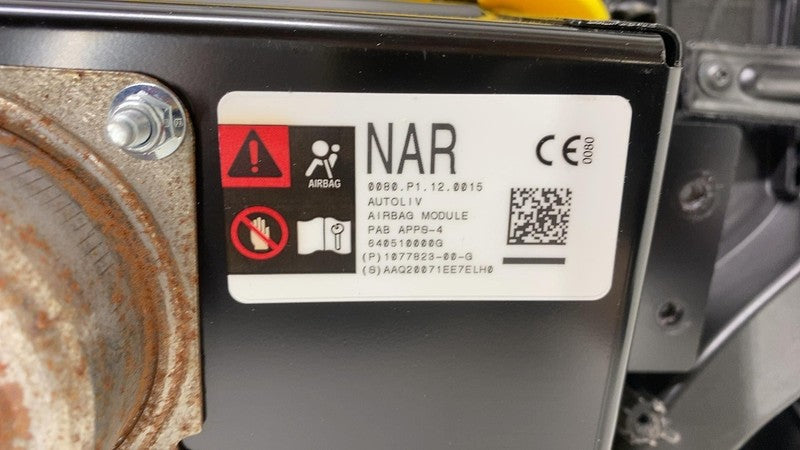 NAR
CE 0080
AIRBAG
0080.P1.12.0015
AUTOLIV
AIRBAG MODULE
PAB APPS-4
640510000G
(P)1077823-00-G
(S)AAQ20071EE7ELH0